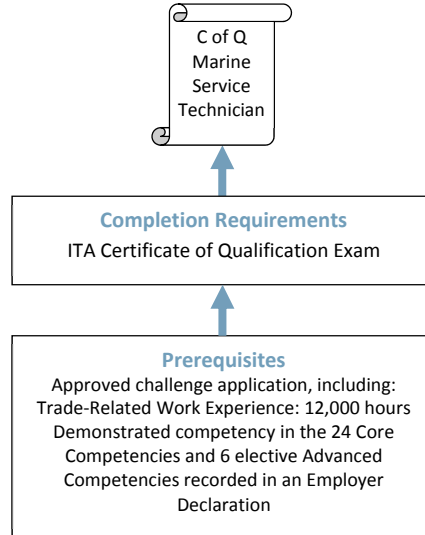 C of Q
Marine
Service
Technician
Completion Requirements
ITA Certificate of Qualification Exam
Prerequisites
Approved challenge application, including:
Trade-Related Work Experience: 12,000 hours
Demonstrated competency in the 24 Core
Competencies and 6 elective Advanced
Competencies recorded in an Employer
Declaration